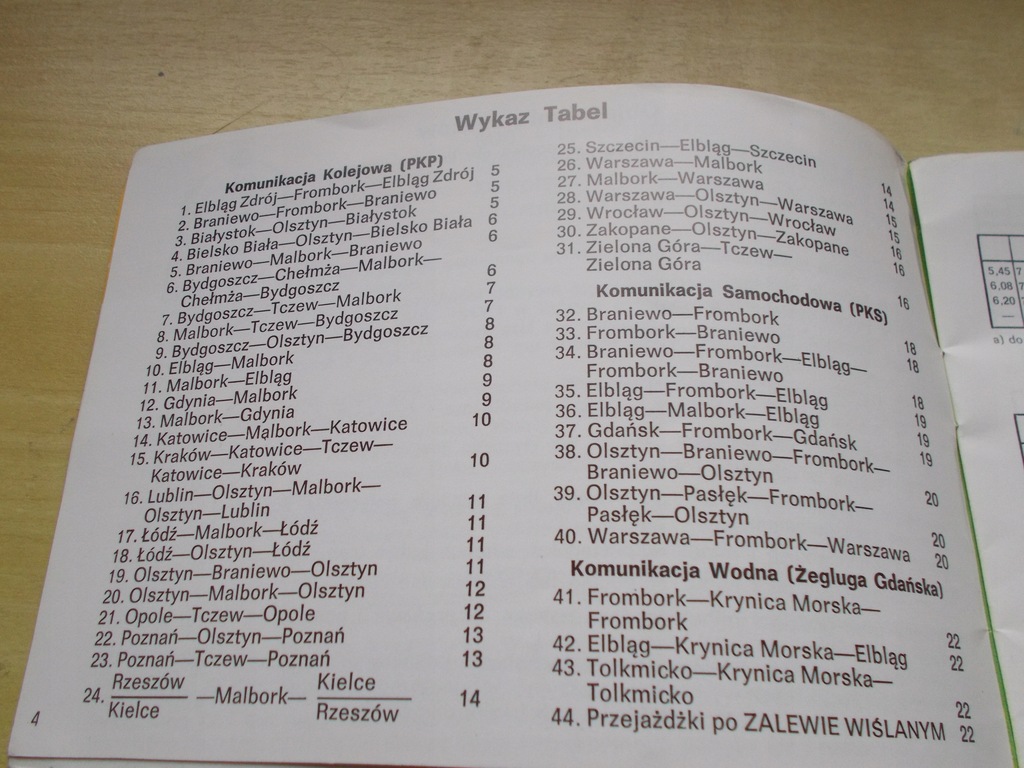 Wykaz Tabel
Komunikacja Kolejowa (PKP)
1. Elbląg Zdrój—Frombork—Elbląg Zdrój 5
2. Braniewo—Frombork—Braniewo 5
3. Białystok—Olsztyn—Białystok 5
4. Bielsko Biała—Olsztyn—Bielsko Biała 6
5. Braniewo—Malbork—Braniewo 6
6. Bydgoszcz—Chełmża—Malbork—
Chełmża—Bydgoszcz 6
7. Bydgoszcz—Tczew—Malbork 7
8. Malbork—Tczew—Bydgoszcz 7
9. Bydgoszcz—Olsztyn—Bydgoszcz 8
10. Elbląg—Malbork 8
11. Malbork—Elbląg 8
12. Gdynia—Malbork 9
13. Malbork—Gdynia 9
14. Katowice—Malbork—Katowice 10
15. Kraków—Katowice—Tczew—
Katowice—Kraków 10
16. Lublin—Olsztyn—Malbork—
Olsztyn—Lublin 11
17. Łódź—Malbork—Łódź 11
18. Łódź—Olsztyn—Łódź 11
19. Olsztyn—Braniewo—Olsztyn 11
20. Olsztyn—Malbork—Olsztyn 12
21. Opole—Tczew—Opole 12
22. Poznań—Olsztyn—Poznań 13
23. Poznań—Tczew—Poznań 13
Rzeszów Kielce
24. —Malbork— 14
Kielce Rzeszów
4
25. Szczecin—Elbląg—Szczecin 14
26. Warszawa—Malbork 14
27. Malbork—Warszawa 15
28. Warszawa—Olsztyn—Warszawa 15
29. Wrocław—Olsztyn—Wrocław 16
30. Zakopane—Olsztyn—Zakopane 16
31. Zielona Góra—Tczew—
Zielona Góra 16
Komunikacja Samochodowa (PKS)
32. Braniewo—Frombork 18
33. Frombork—Braniewo 18
34. Braniewo—Frombork—Elbląg—
Frombork—Braniewo 18
35. Elbląg—Frombork—Elbląg 19
36. Elbląg—Malbork—Elbląg 19
37. Gdańsk—Frombork—Gdańsk 19
38. Olsztyn—Braniewo—Frombork—
Braniewo—Olsztyn 20
39. Olsztyn—Pasłęk—Frombork—
Pasłęk—Olsztyn 20
40. Warszawa—Frombork—Warszawa 20
Komunikacja Wodna (Żegluga Gdańska)
41. Frombork—Krynica Morska—
Frombork 22
42. Elbląg—Krynica Morska—Elbląg 22
43. Tolkmicko—Krynica Morska—
Tolkmicko 22
44. Przejażdżki po ZALEWIE WIŚLANYM 22
5,45 7
6,08 7
6,20
—
a) do